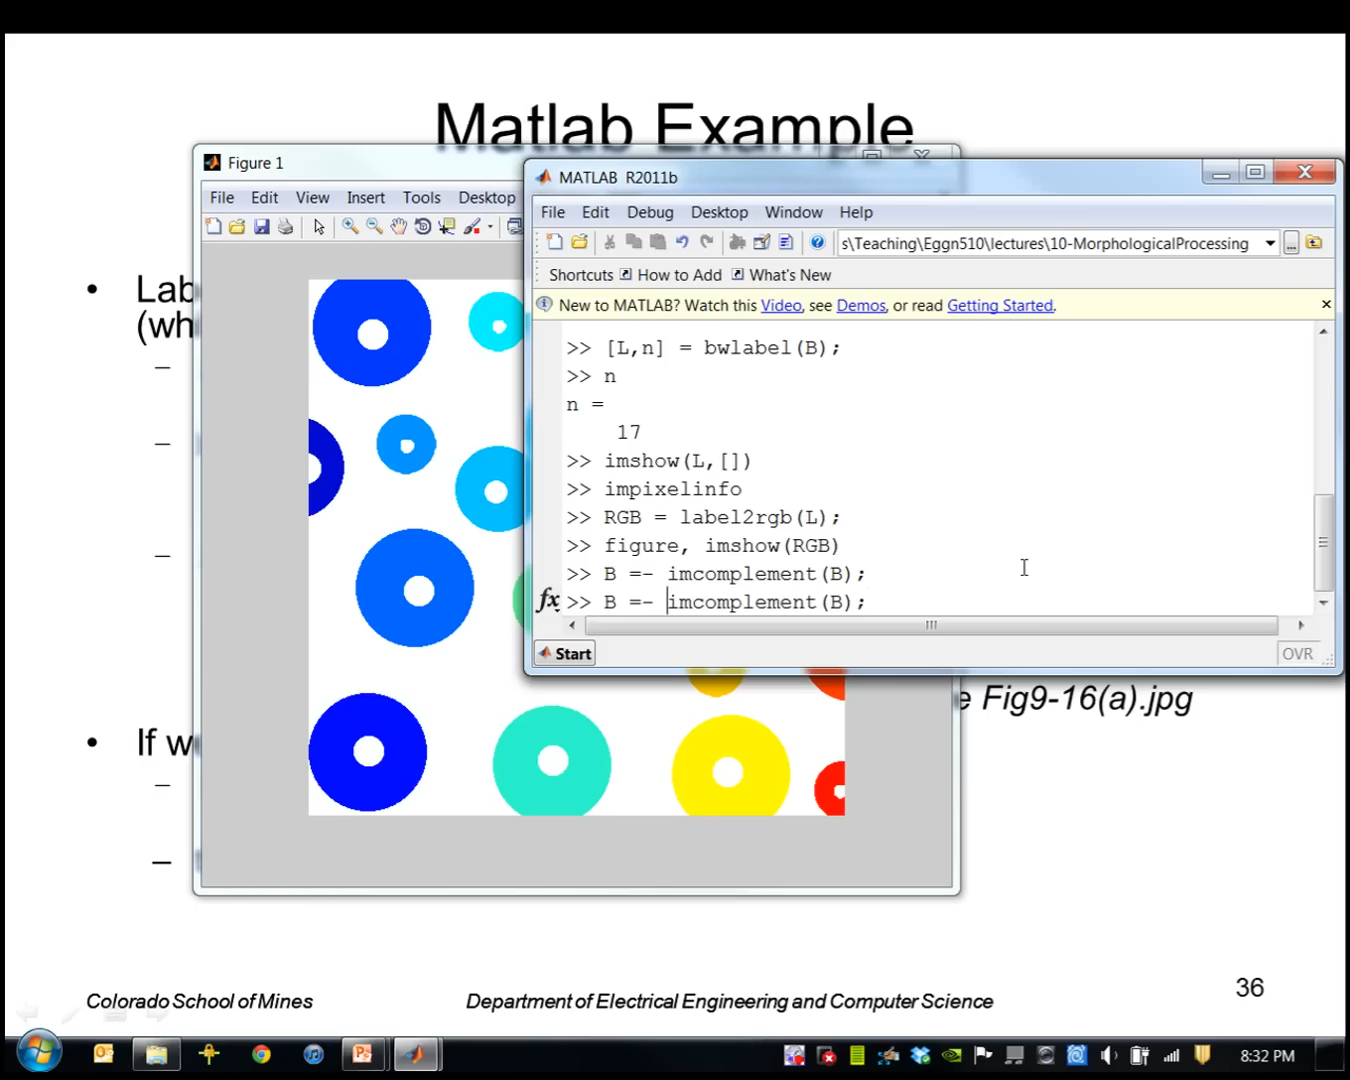 Matlab Example
Figure 1
File Edit View Insert Tools Desktop
MATLAB R2011b
File Edit Debug Desktop Window Help
s\Teaching\Eggn510\lectures\10-MorphologicalProcessing
...
Shortcuts How to Add What's New
New to MATLAB? Watch this Video, see Demos, or read Getting Started.
>> [L,n] = bwlabel(B);
>> n
n =
17
>> imshow(L,[])
>> impixelinfo
>> RGB = label2rgb(L);
>> figure, imshow(RGB)
>> B =- imcomplement(B);
fx >> B =- imcomplement(B);
Start
OVR
• Lab
(wh
–
–
–
e Fig9-16(a).jpg
• If w
–
–
Colorado School of Mines
Department of Electrical Engineering and Computer Science
36
8:32 PM